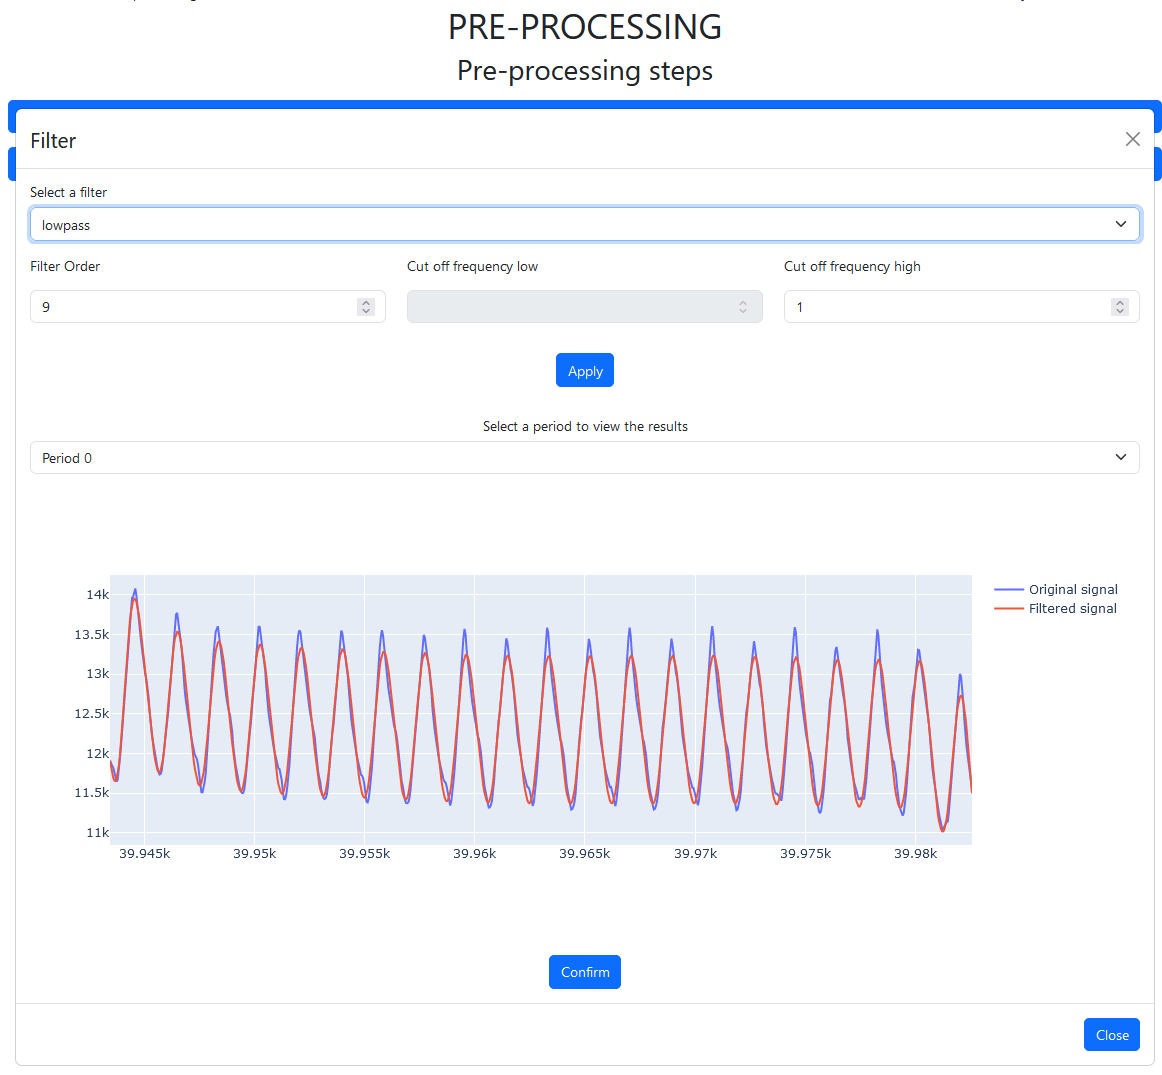 PRE-PROCESSING
Pre-processing steps
Filter
Select a filter
lowpass
Filter Order
Cut off frequency low
Cut off frequency high
9
1
Apply
Select a period to view the results
Period 0
14k
13.5k
13k
12.5k
12k
11.5k
11k
39.945k
39.95k
39.955k
39.96k
39.965k
39.97k
39.975k
39.98k
Original signal
Filtered signal
Confirm
Close